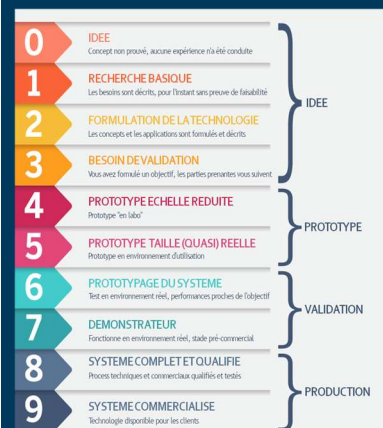 0
IDEE
Concept non prouvé, aucune expérience n'a été conduite
1
RECHERCHE BASIQUE
Les besoins sont décrits, pour l'instant sans preuve de faisabilité
IDEE
2
FORMULATION DE LA TECHNOLOGIE
Les concepts et les applications sont formulés et décrits
3
BESOIN DE VALIDATION
Vous avez formulé un objectif, les parties prenantes vous suivent
4
PROTOTYPE ECHELLE REDUITE
Prototype "en labo"
PROTOTYPE
5
PROTOTYPE TAILLE (QUASI) REELLE
Prototype en environnement d'utilisation
6
PROTOTYPAGE DU SYSTEME
Test en environnement réel, performances proches de l'objectif
VALIDATION
7
DEMONSTRATEUR
Fonctionne en environnement réel, stade pré-commercial
8
SYSTEME COMPLET ET QUALIFIE
Process techniques et commerciaux qualifiés et testés
PRODUCTION
9
SYSTEME COMMERCIALISE
Technologie disponible pour les clients